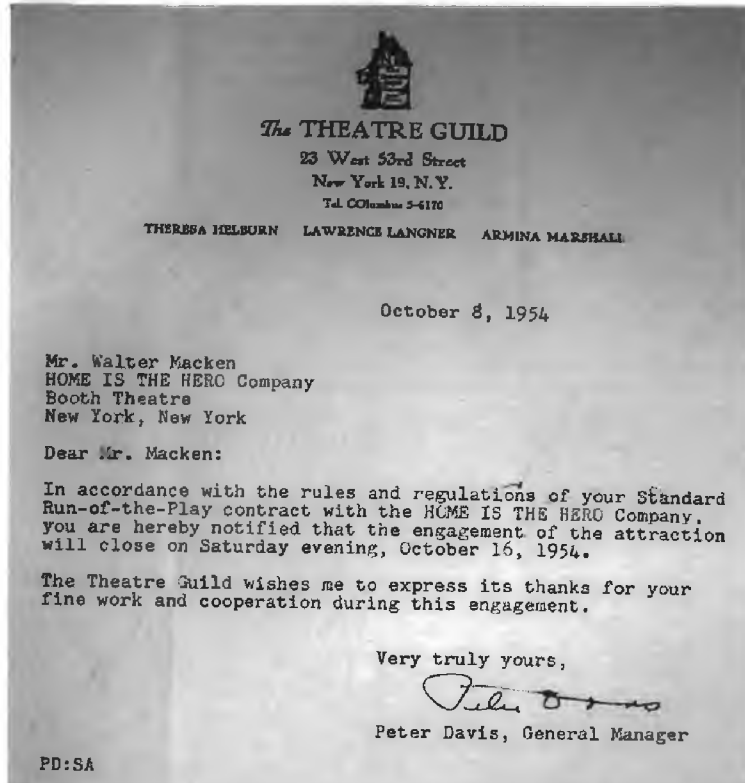 The THEATRE GUILD
23 West 53rd Street
New York 19, N.Y.
Tel. COlumbus 5-6170
THERESA HELBURN LAWRENCE LANGNER ARMINA MARSHALL
October 8, 1954
Mr. Walter Macken
HOME IS THE HERO Company
Booth Theatre
New York, New York
Dear Mr. Macken:
In accordance with the rules and regulations of your Standard
Run-of-the-Play contract with the HOME IS THE HERO Company,
you are hereby notified that the engagement of the attraction
will close on Saturday evening, October 16, 1954.
The Theatre Guild wishes me to express its thanks for your
fine work and cooperation during this engagement.
Very truly yours,
Peter Davis
Peter Davis, General Manager
PD:SA